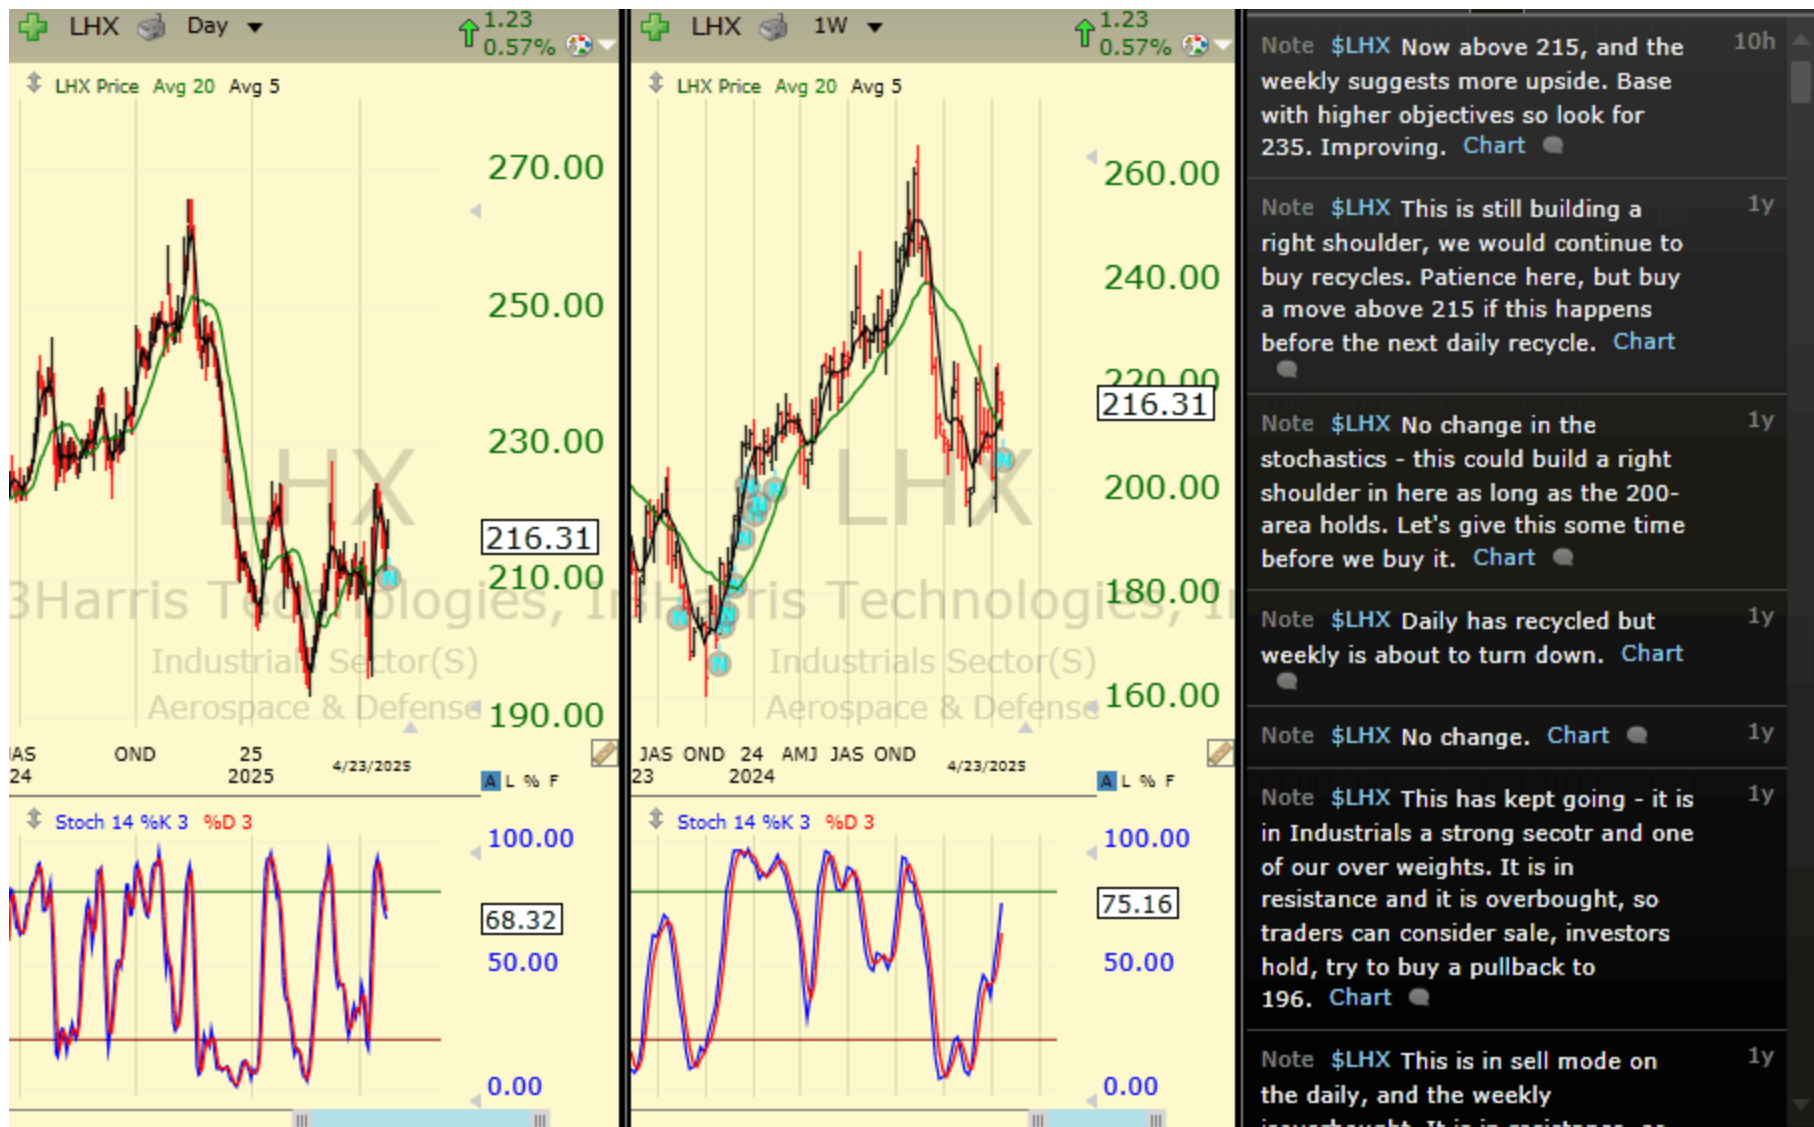 LHX Day
1.23
0.57%
LHX Price Avg 20 Avg 5
270.00
250.00
230.00
216.31
210.00
190.00
LHX
3Harris Technologies, In
Industrials Sector(S)
Aerospace & Defense
JAS OND 25
24 2025 4/23/2025
A L % F
Stoch 14 %K 3 %D 3
100.00
68.32
50.00
0.00
LHX 1W
1.23
0.57%
LHX Price Avg 20 Avg 5
260.00
240.00
220.00
216.31
200.00
180.00
160.00
LHX
3Harris Technologies, In
Industrials Sector(S)
Aerospace & Defense
JAS OND 24 AMJ JAS OND
23 2024 4/23/2025
A L % F
Stoch 14 %K 3 %D 3
100.00
75.16
50.00
0.00
Note $LHX Now above 215, and the 10h
weekly suggests more upside. Base
with higher objectives so look for
235. Improving. Chart
Note $LHX This is still building a 1y
right shoulder, we would continue to
buy recycles. Patience here, but buy
a move above 215 if this happens
before the next daily recycle. Chart
Note $LHX No change in the 1y
stochastics - this could build a right
shoulder in here as long as the 200-
area holds. Let's give this some time
before we buy it. Chart
Note $LHX Daily has recycled but 1y
weekly is about to turn down. Chart
Note $LHX No change. Chart 1y
Note $LHX This has kept going - it is 1y
in Industrials a strong secotr and one
of our over weights. It is in
resistance and it is overbought, so
traders can consider sale, investors
hold, try to buy a pullback to
196. Chart
Note $LHX This is in sell mode on 1y
the daily, and the weekly